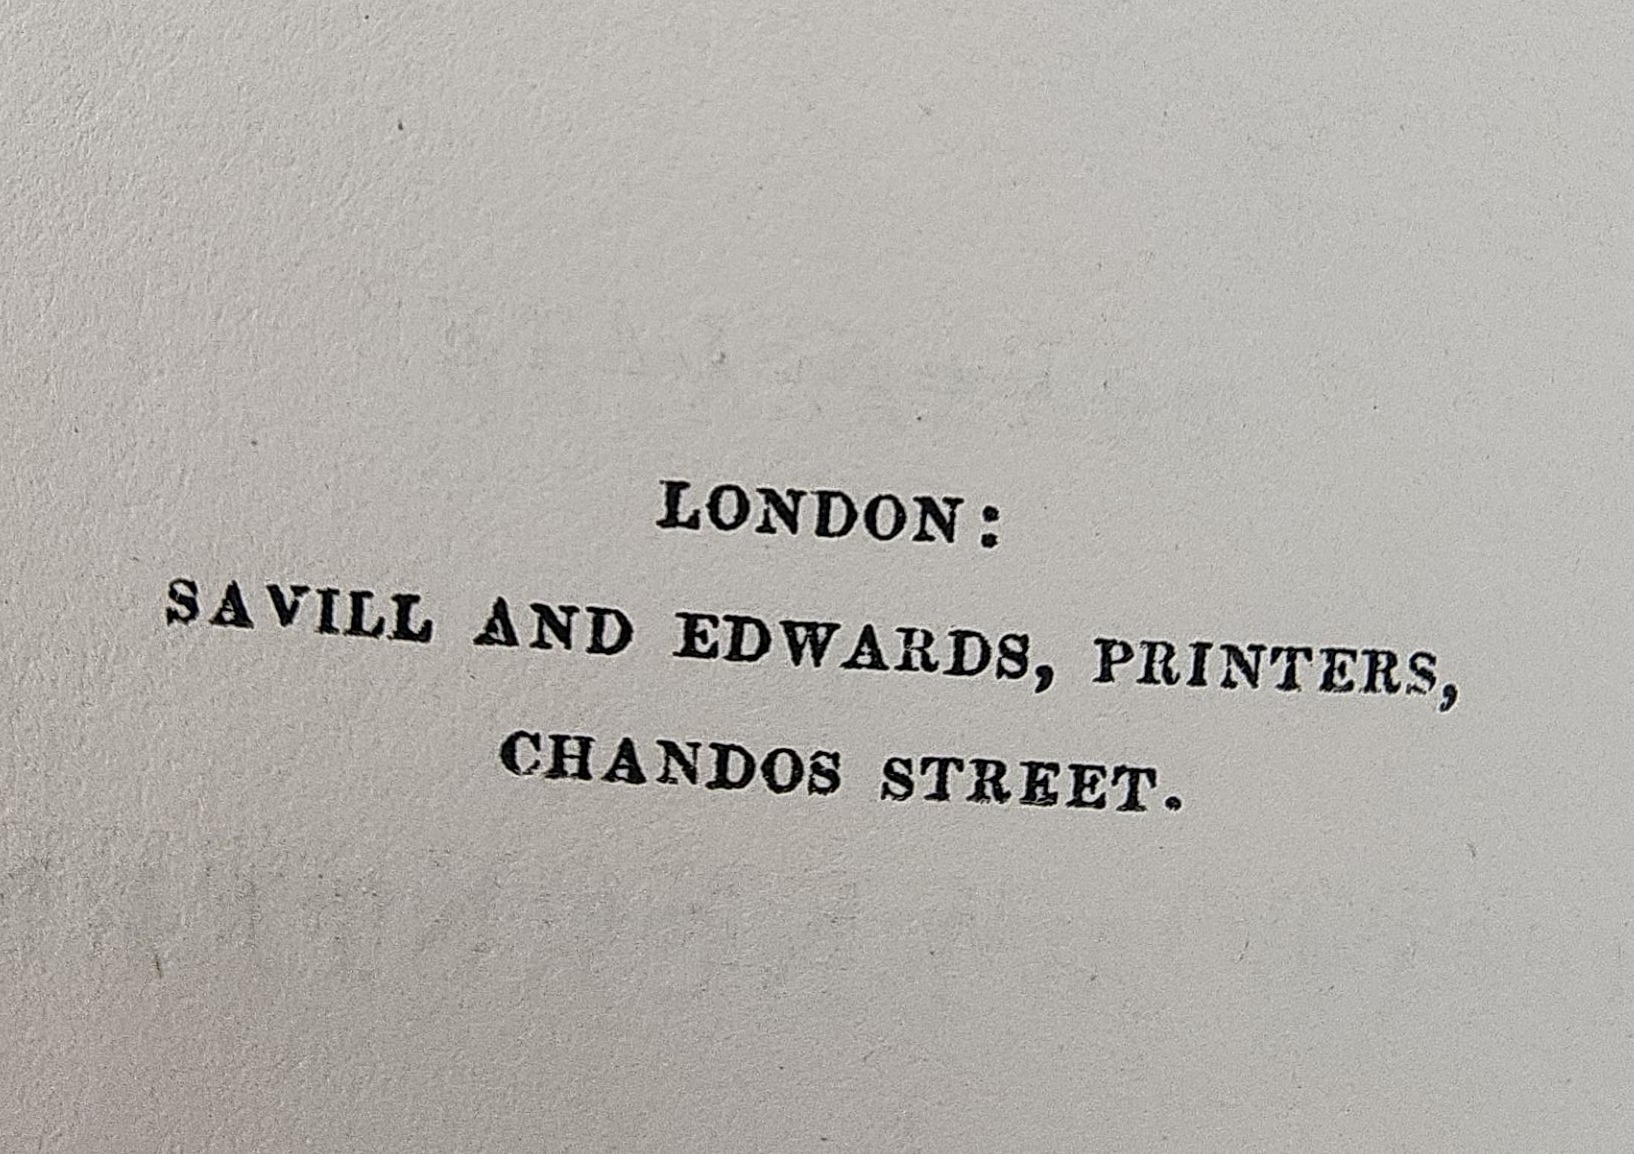 LONDON:
SAVILL AND EDWARDS, PRINTERS,
CHANDOS STREET.